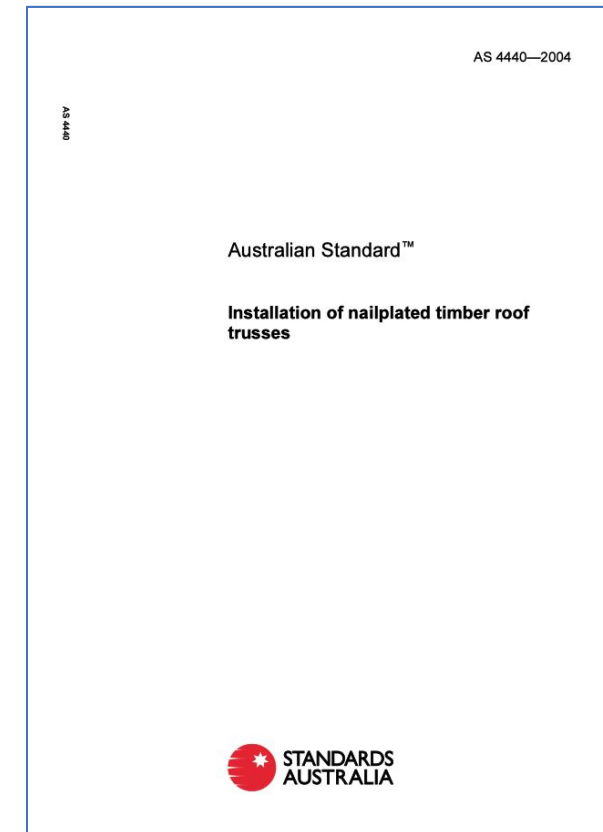 AS 4440—2004
AS 4440
Australian Standard™
Installation of nailplated timber roof
trusses
STANDARDS
AUSTRALIA